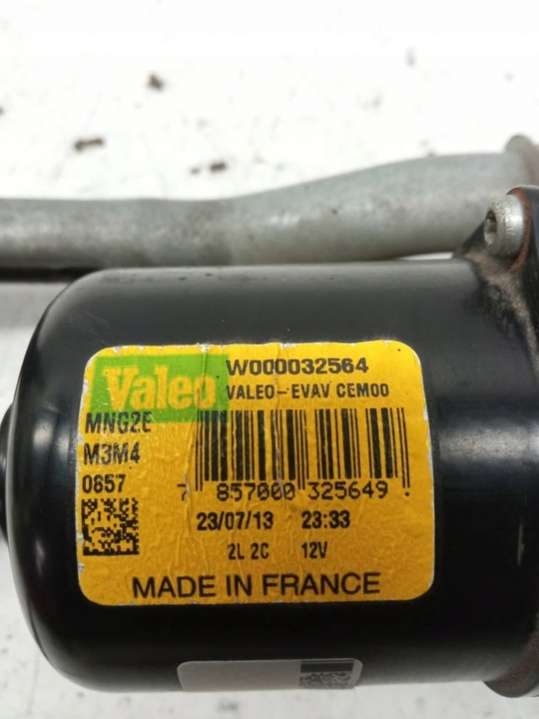 Valeo
W000032564
VALEO-EVAV CEM00
MNG2E
M3M4
0857
7 857000 325649.
23/07/13 23:33
2L 2C 12V
MADE IN FRANCE